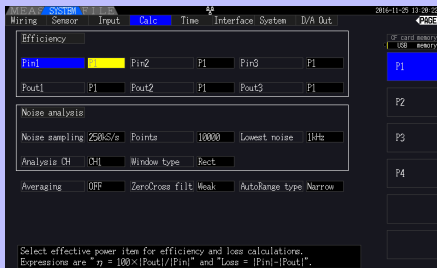 MEAS SYSTEM FILE 2016-11-25 13:20:22
Wiring Sensor Input Calc Time Interface System D/A Out PAGE
CF card memory
USB memory
Efficiency
Pin1 P1 Pin2 P1 Pin3 P1
Pout1 P1 Pout2 P1 Pout3 P1
P1
P2
P3
P4
Noise analysis
Noise sampling 250kS/s Points 10000 Lowest noise 1kHz
Analysis CH CH1 Window type Rect
Averaging OFF ZeroCross filt Weak AutoRange type Narrow
Select effective power item for efficiency and loss calculations.
Expressions are "η = 100×|Pout|/|Pin|" and "Loss = |Pin|-|Pout|".